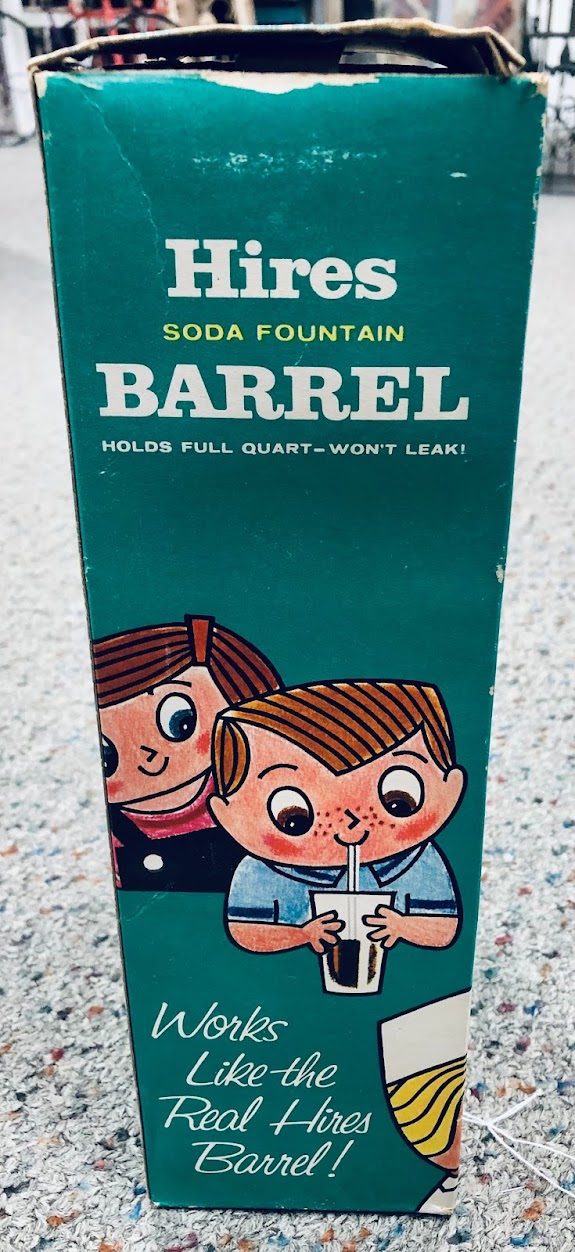 Hires
SODA FOUNTAIN
BARREL
HOLDS FULL QUART–WON'T LEAK!
Works
Like the
Real Hires
Barrel!